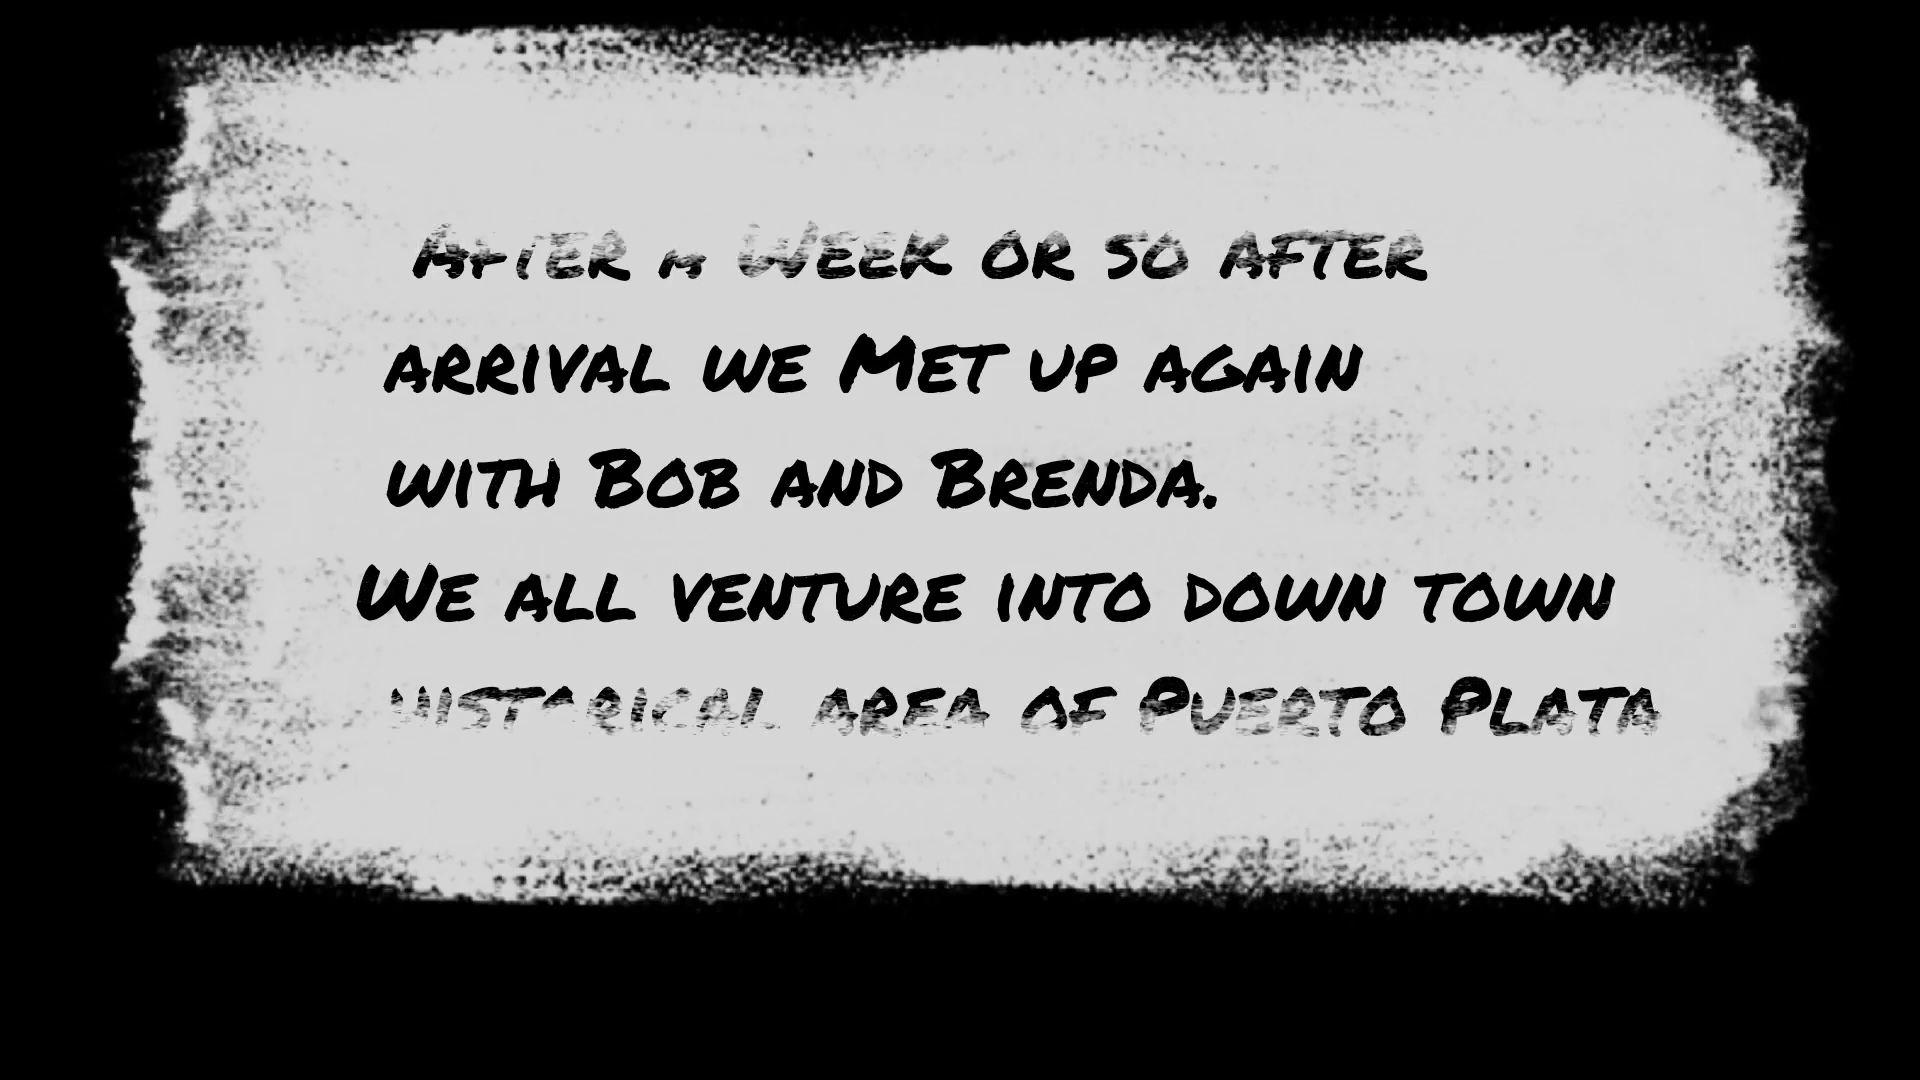 After a Week or so after
arrival we Met up again
with Bob and Brenda.
We all venture into down town
historical area of Puerto Plata